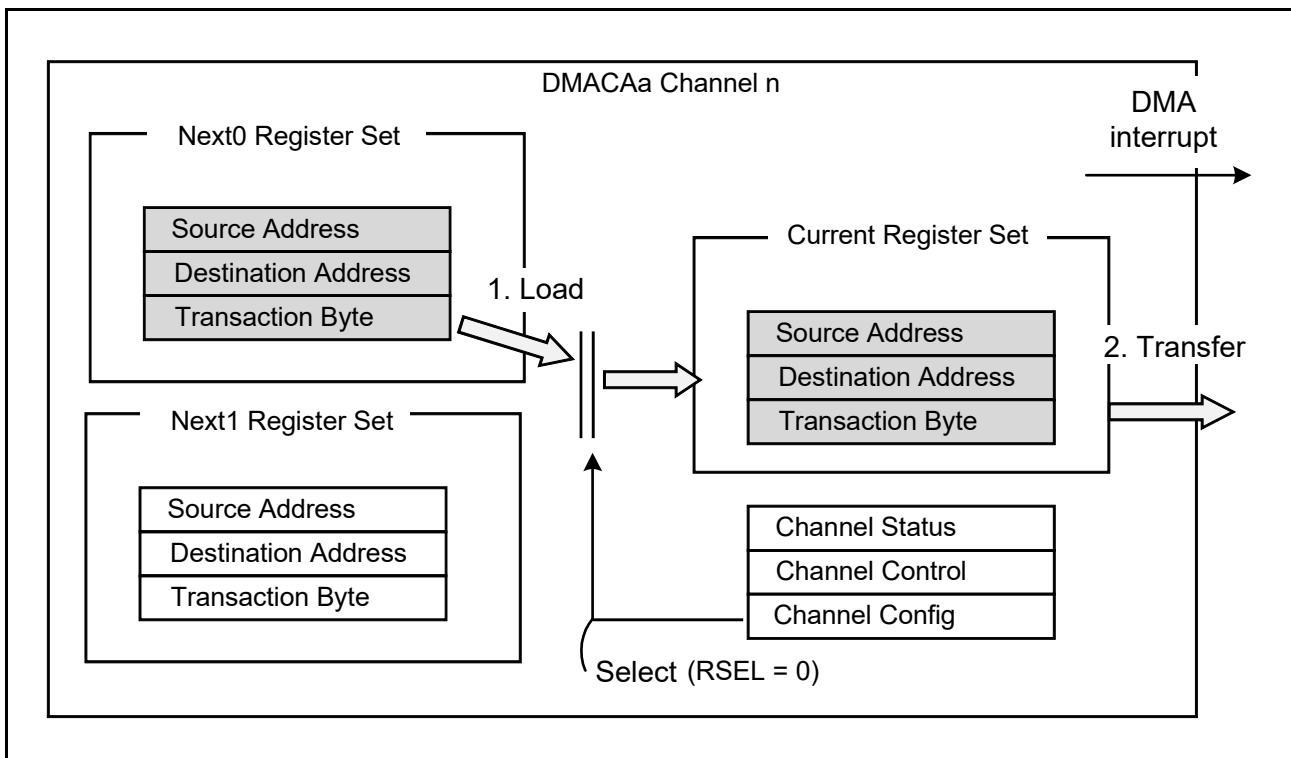 DMACAa Channel n
DMA
interrupt
Next0 Register Set
Source Address
Destination Address
Transaction Byte
1. Load
Current Register Set
Source Address
Destination Address
Transaction Byte
2. Transfer
Next1 Register Set
Source Address
Destination Address
Transaction Byte
Channel Status
Channel Control
Channel Config
Select (RSEL = 0)